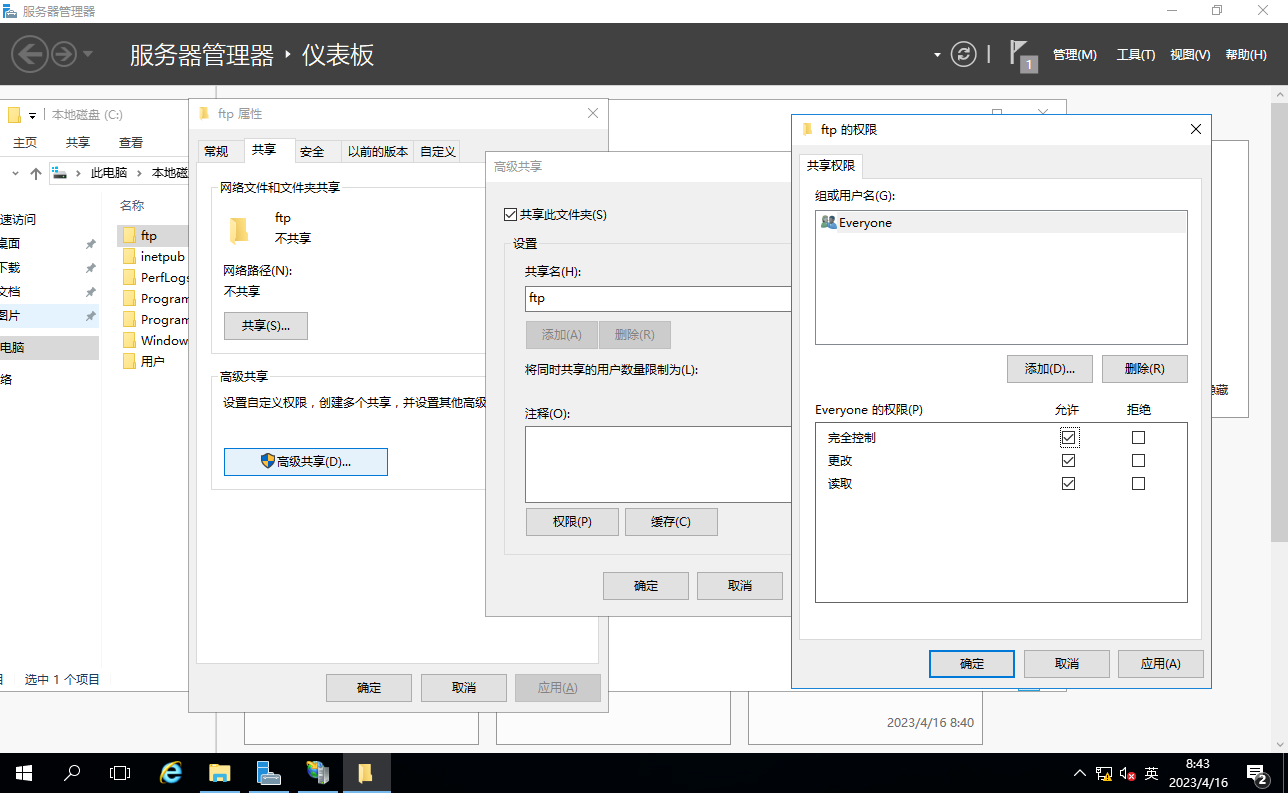 服务器管理器
服务器管理器 · 仪表板
1
管理(M) 工具(T) 视图(V) 帮助(H)
本地磁盘 (C:)
主页 共享 查看
此电脑 本地磁
名称
速访问
桌面
下载
文档
图片
电脑
络
ftp
inetpub
PerfLogs
Program
Program
Window
用户
选中 1 个项目
ftp 属性
常规 共享 安全 以前的版本 自定义
网络文件和文件夹共享
ftp
不共享
网络路径(N):
不共享
共享(S)...
高级共享
设置自定义权限，创建多个共享，并设置其他高级
高级共享(D)...
确定 取消 应用(A)
高级共享
共享此文件夹(S)
设置
共享名(H):
ftp
添加(A) 删除(R)
将同时共享的用户数量限制为(L):
注释(O):
权限(P) 缓存(C)
确定 取消
ftp 的权限
共享权限
组或用户名(G):
Everyone
添加(D)... 删除(R)
Everyone 的权限(P) 允许 拒绝
完全控制
更改
读取
确定 取消 应用(A)
隐藏
2023/4/16 8:40
英
8:43
2023/4/16
2